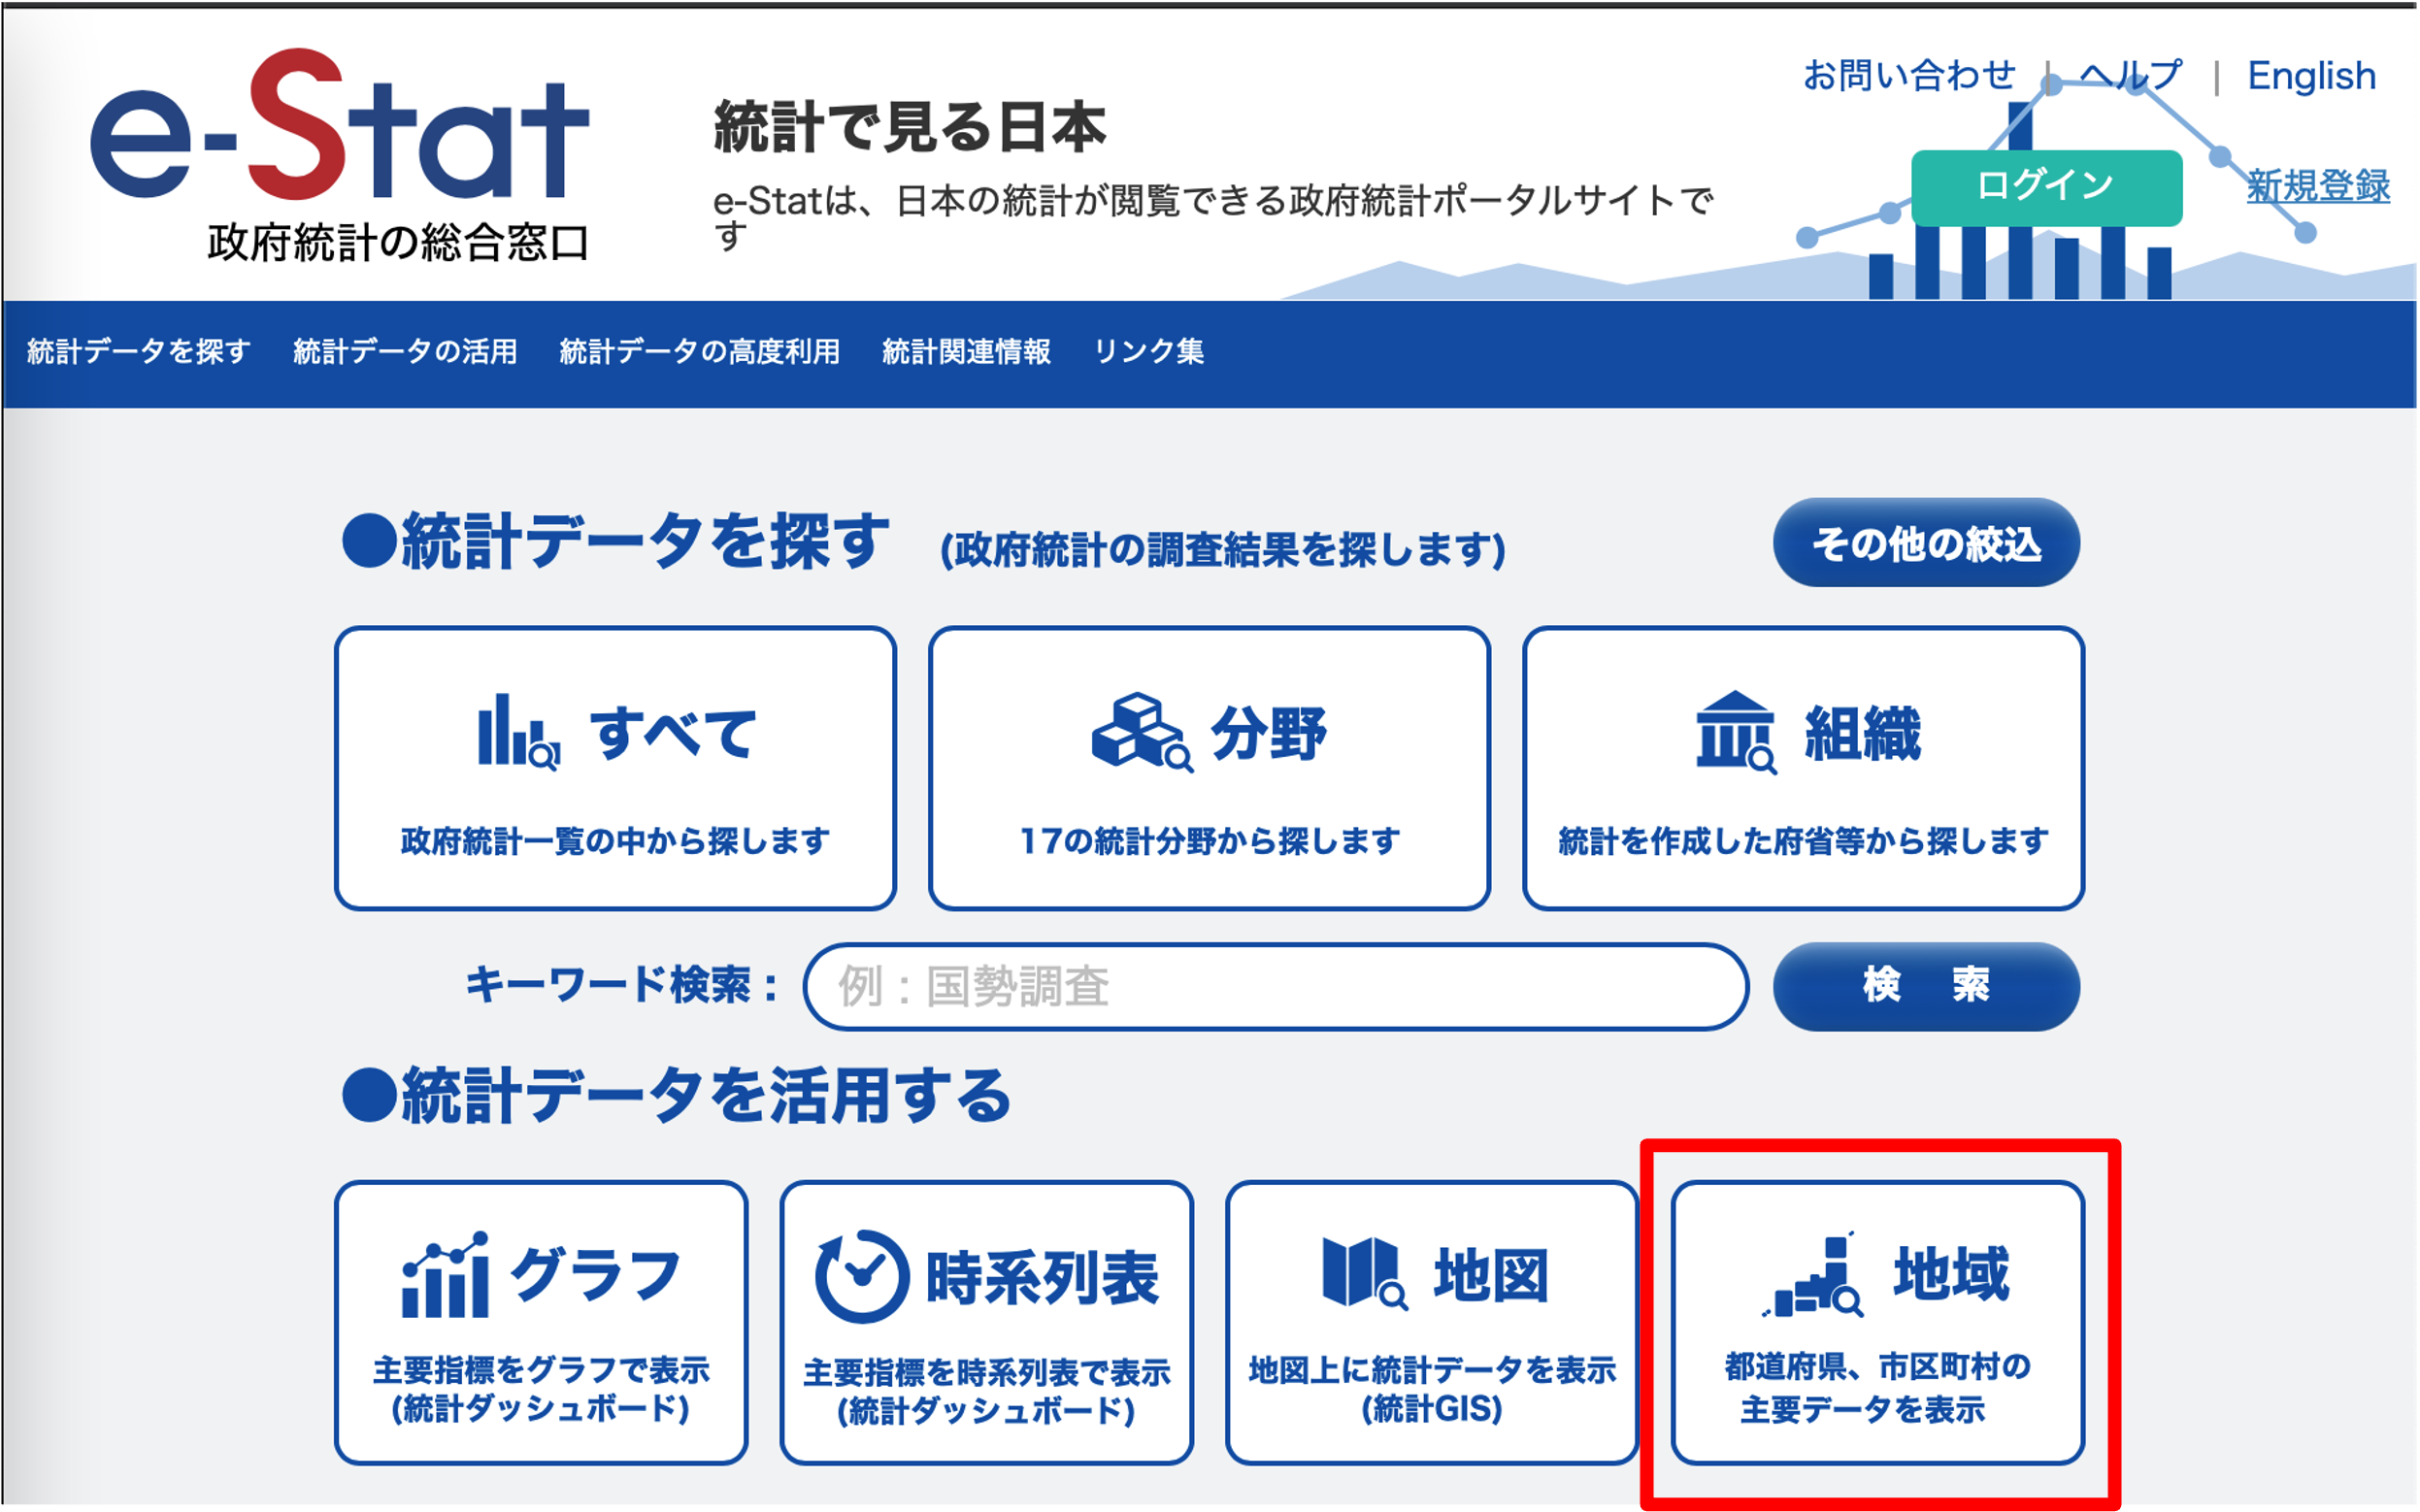 e-Stat
政府統計の総合窓口
統計で見る日本
e-Statは、日本の統計が閲覧できる政府統計ポータルサイトで
す
お問い合わせ | ヘルプ | English
ログイン
新規登録
統計データを探す 統計データの活用 統計データの高度利用 統計関連情報 リンク集
●統計データを探す (政府統計の調査結果を探します)
その他の絞込
すべて
政府統計一覧の中から探します
分野
17の統計分野から探します
組織
統計を作成した府省等から探します
キーワード検索：
例：国勢調査
検 索
●統計データを活用する
グラフ
主要指標をグラフで表示
(統計ダッシュボード)
時系列表
主要指標を時系列表で表示
(統計ダッシュボード)
地図
地図上に統計データを表示
(統計GIS)
地域
都道府県、市区町村の
主要データを表示